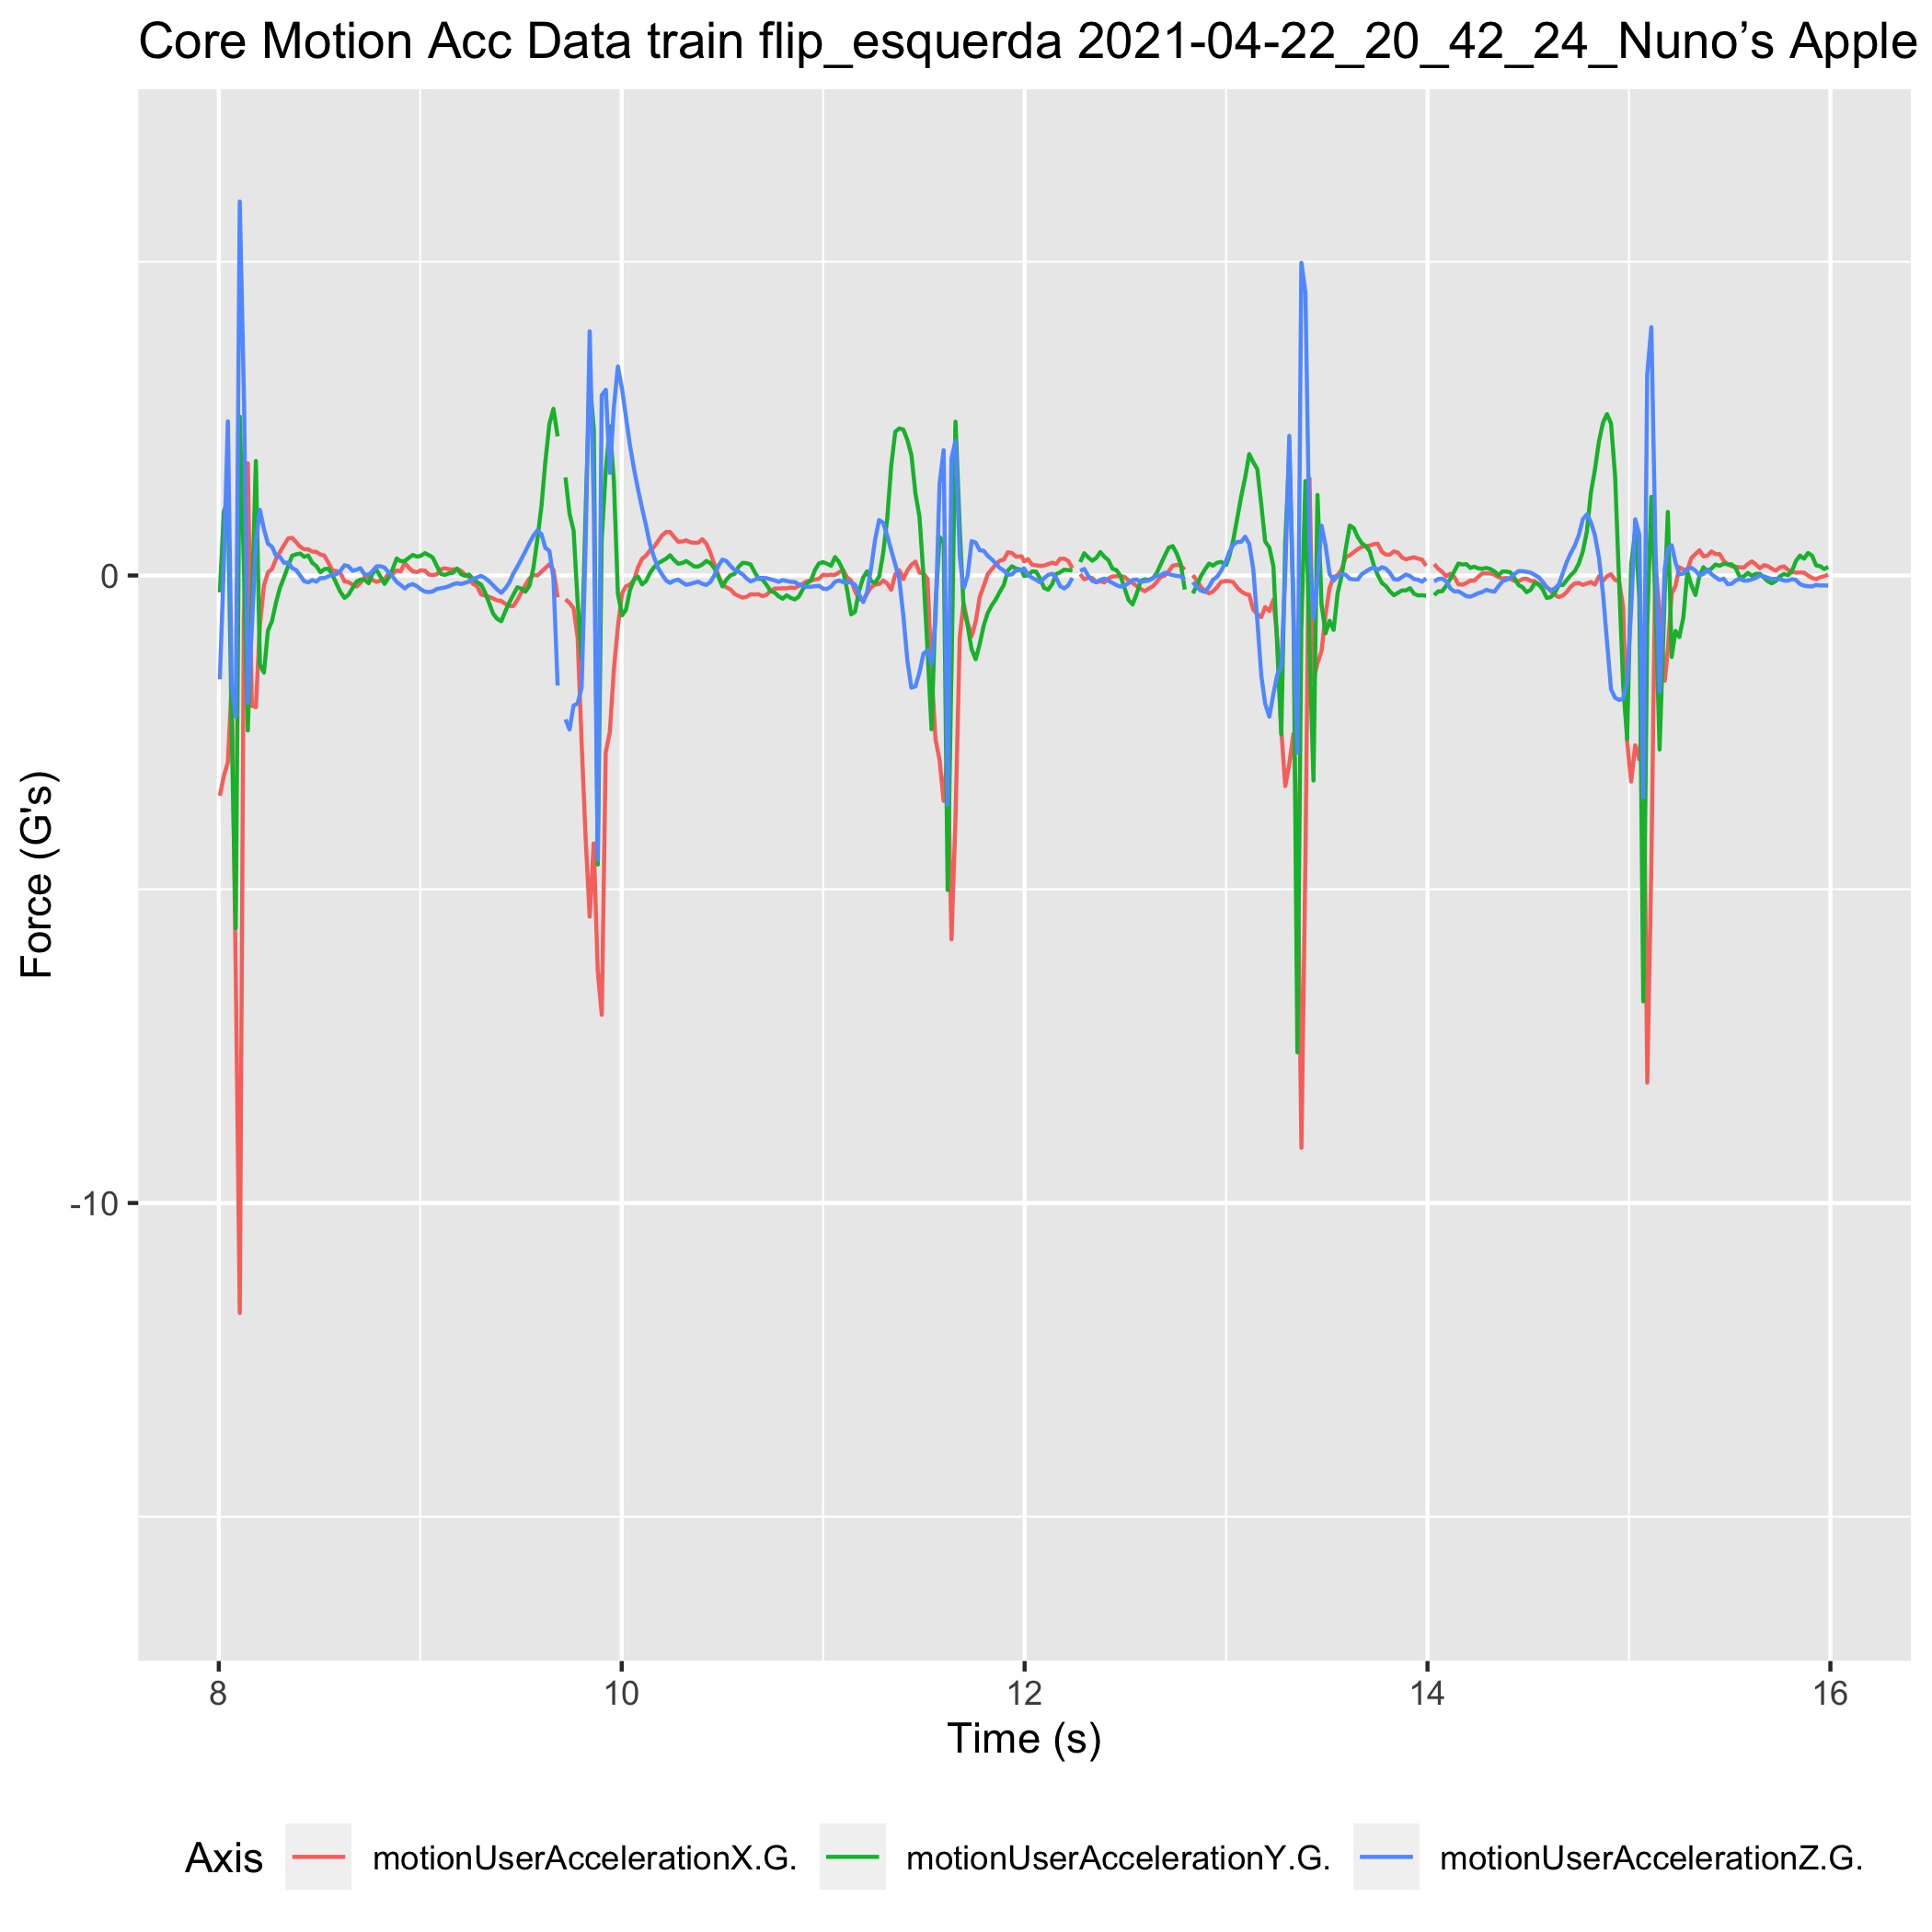 Core Motion Acc Data train flip_esquerda 2021-04-22_20_42_24_Nuno’s Apple
Force (G's)
0
-10
8 10 12 14 16
Time (s)
Axis motionUserAccelerationX.G. motionUserAccelerationY.G. motionUserAccelerationZ.G.